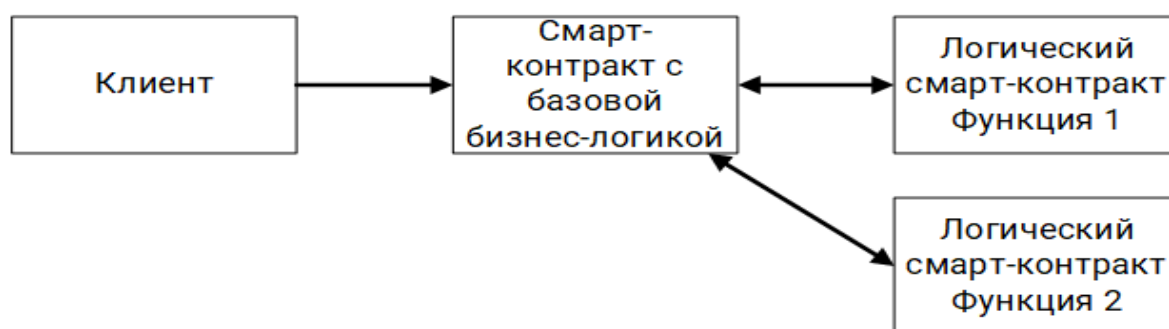 Клиент
Смарт-
контракт с
базовой
бизнес-логикой
Логический
смарт-контракт
Функция 1
Логический
смарт-контракт
Функция 2